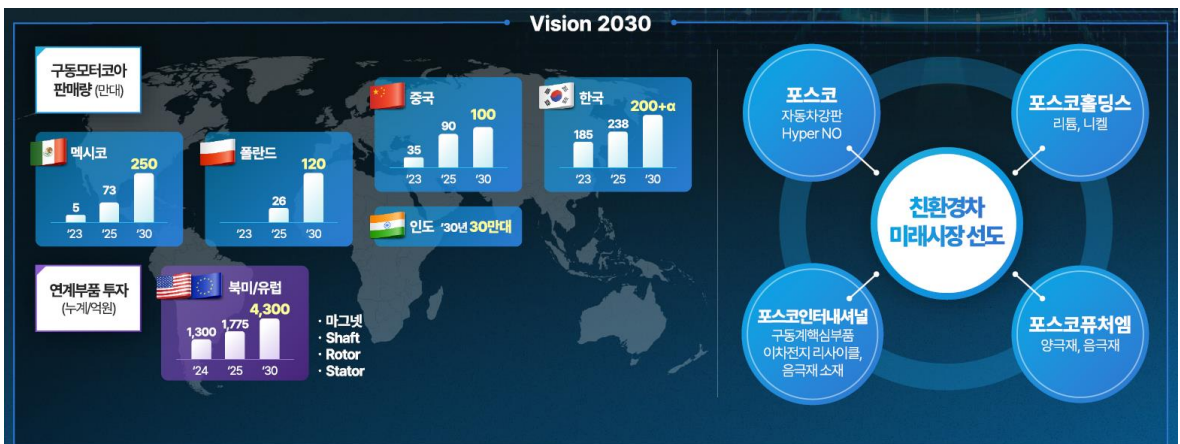 Vision 2030
구동모터코아
판매량 (만대)
멕시코
5
73
250
'23
'25
'30
폴란드
26
120
'23
'25
'30
중국
35
90
100
'23
'25
'30
한국
185
238
200+α
'23
'25
'30
인도 '30년 30만대
연계부품 투자
(누계/억원)
북미/유럽
1,300
1,775
4,300
'24
'25
'30
· 마그넷
· Shaft
· Rotor
· Stator
포스코
자동차강판
Hyper NO
포스코홀딩스
리튬, 니켈
친환경차
미래시장 선도
포스코인터내셔널
구동계핵심부품
이차전지 리사이클,
음극재 소재
포스코퓨처엠
양극재, 음극재